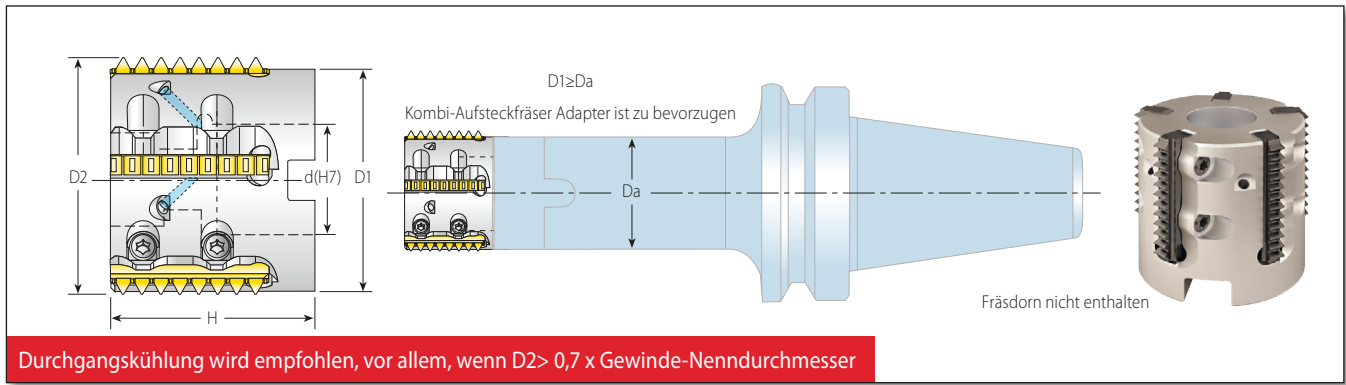 D1≥Da
Kombi-Aufsteckfräser Adapter ist zu bevorzugen
D2
d(H7)
D1
Da
H
Fräsdorn nicht enthalten
Durchgangskühlung wird empfohlen, vor allem, wenn D2> 0,7 x Gewinde-Nenndurchmesser